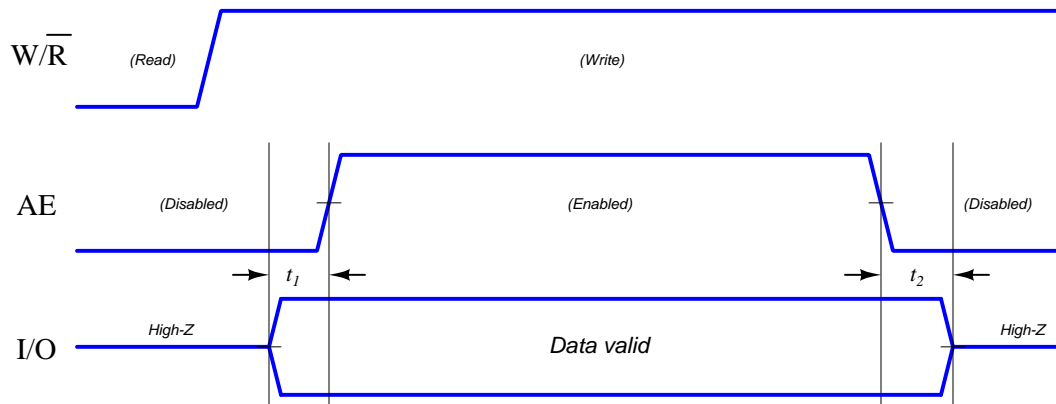 W/R̅
(Read)
(Write)
AE
(Disabled)
(Enabled)
(Disabled)
t1
t2
I/O
High-Z
Data valid
High-Z